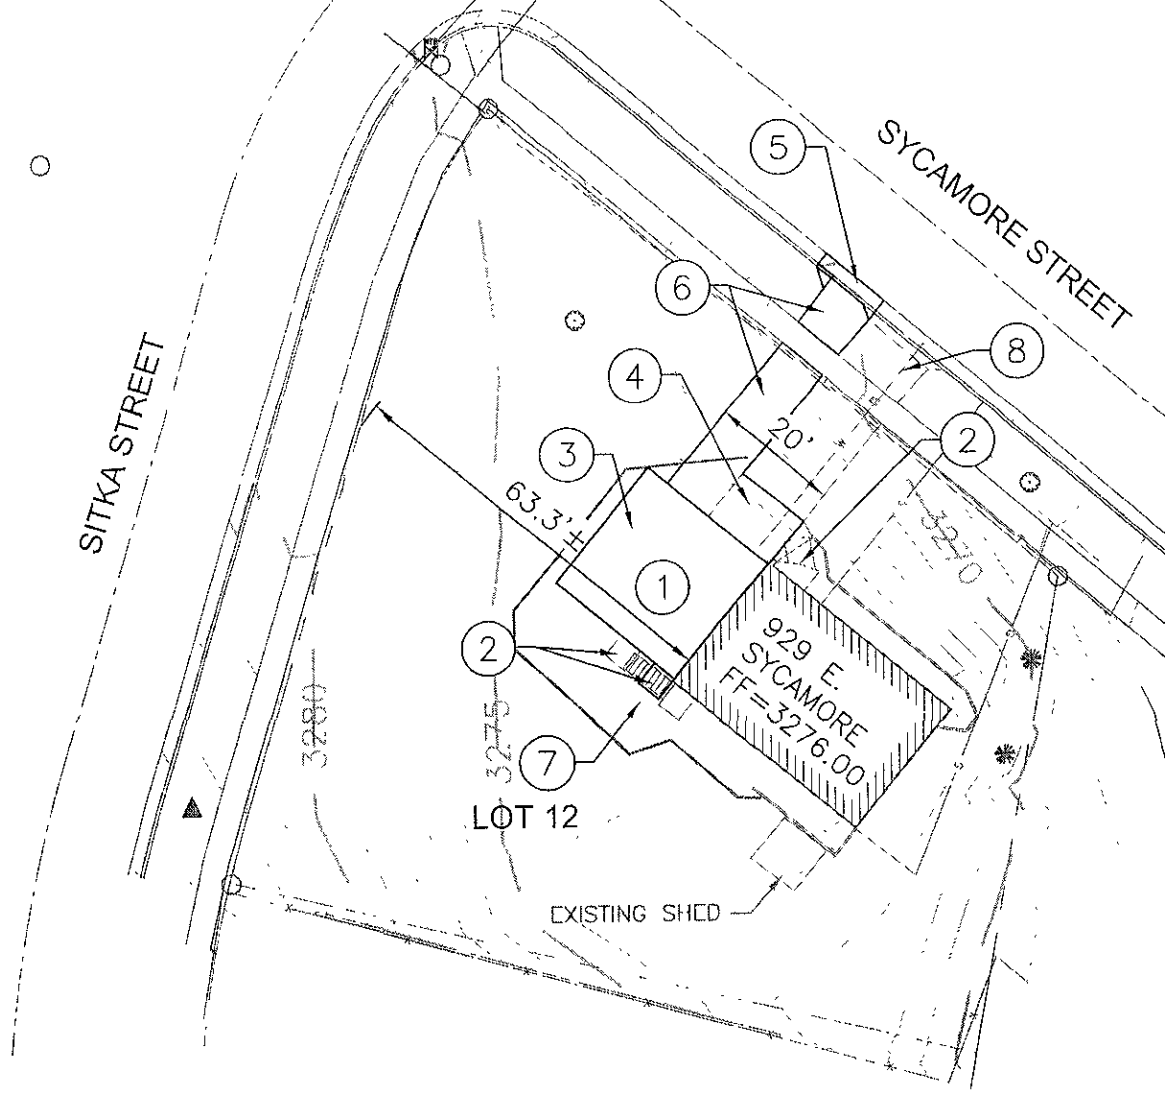 SYCAMORE STREET
5
6
8
4
2
20'
3
SITKA STREET
63.3'±
3270
1
2
929 E.
SYCAMORE
FF=3276.00
3280
3275
7
LOT 12
EXISTING SHED